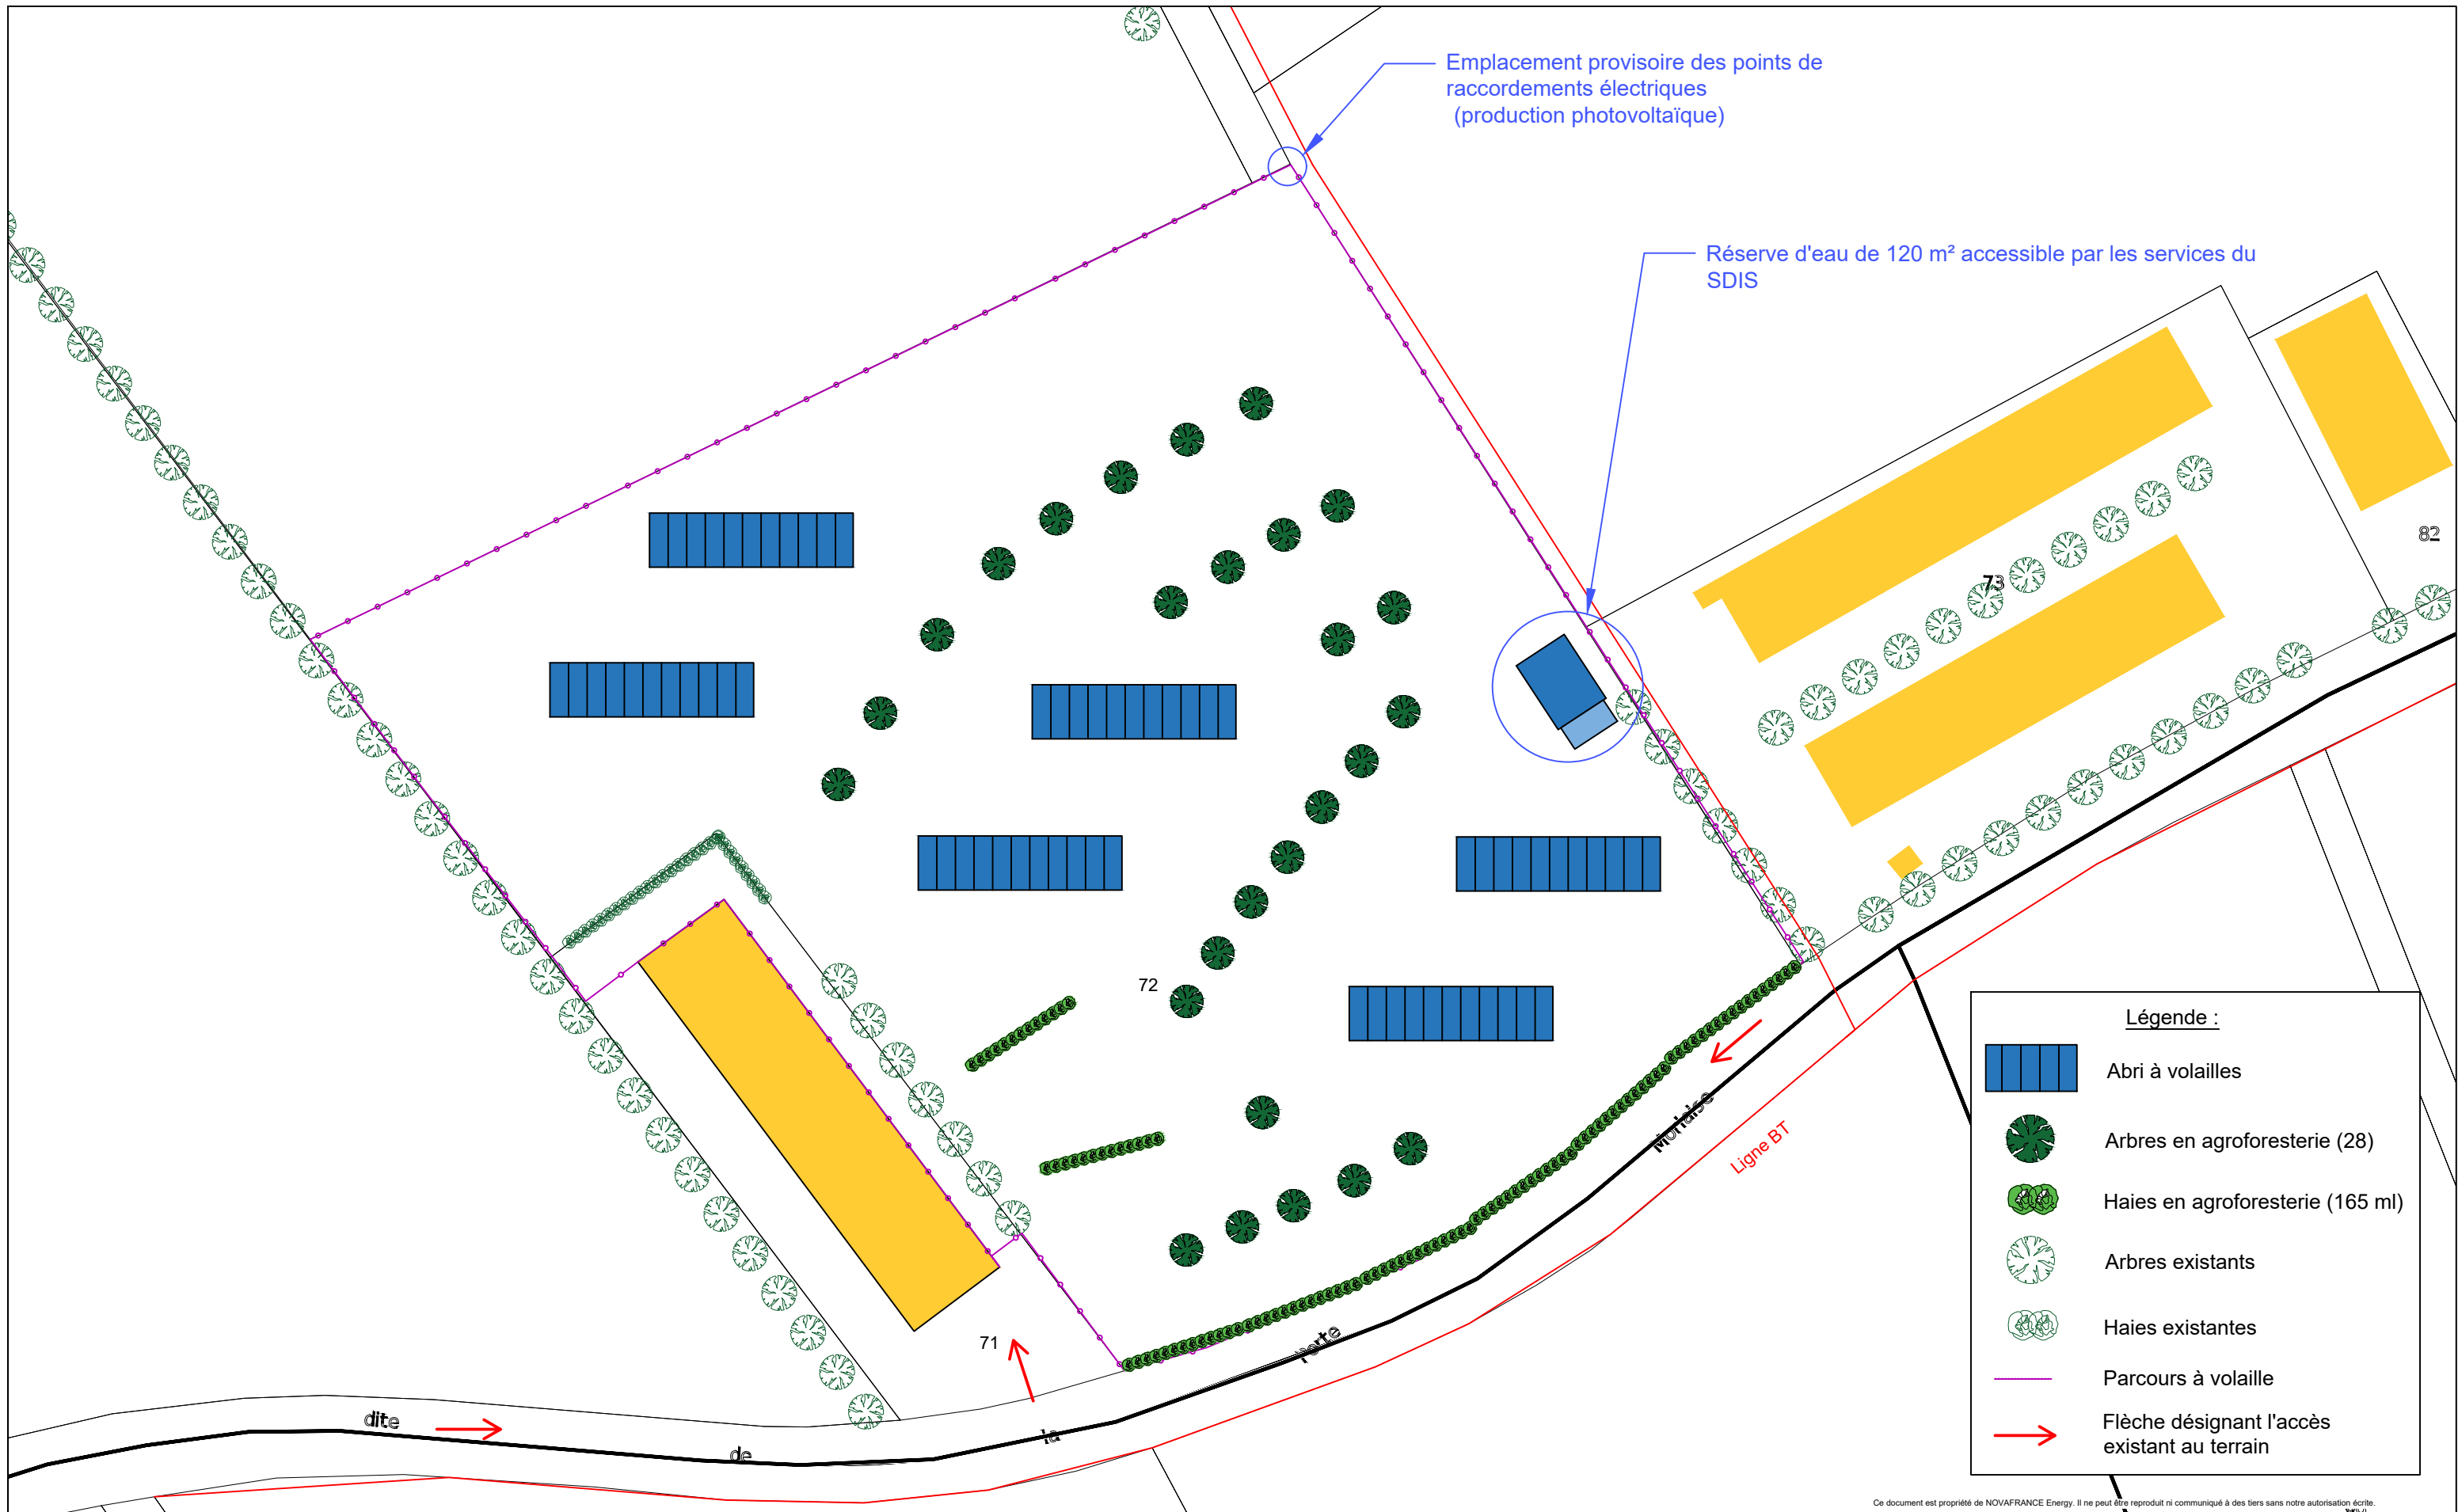 Emplacement provisoire des points de
raccordements électriques
(production photovoltaïque)
Réserve d'eau de 120 m² accessible par les services du
SDIS
82
73
72
71
dite
de
la
Porte
Morlaise
Ligne BT
Légende :
Abri à volailles
Arbres en agroforesterie (28)
Haies en agroforesterie (165 ml)
Arbres existants
Haies existantes
Parcours à volaille
Flèche désignant l'accès
existant au terrain
Ce document est propriété de NOVAFRANCE Energy. Il ne peut être reproduit ni communiqué à des tiers sans notre autorisation écrite.